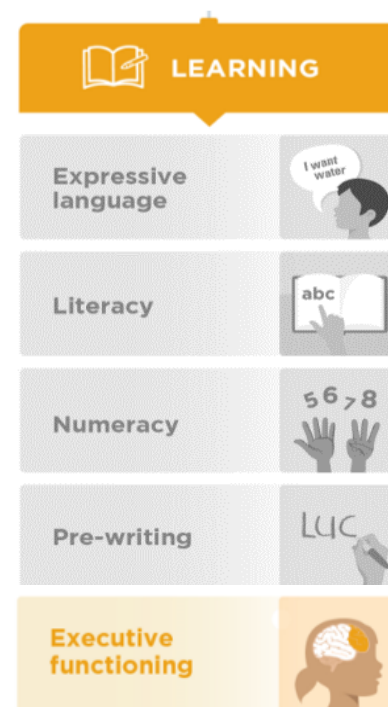 LEARNING
Expressive
language
I want
water
Literacy
abc
Numeracy
5 6 7 8
Pre-writing
LUC
Executive
functioning